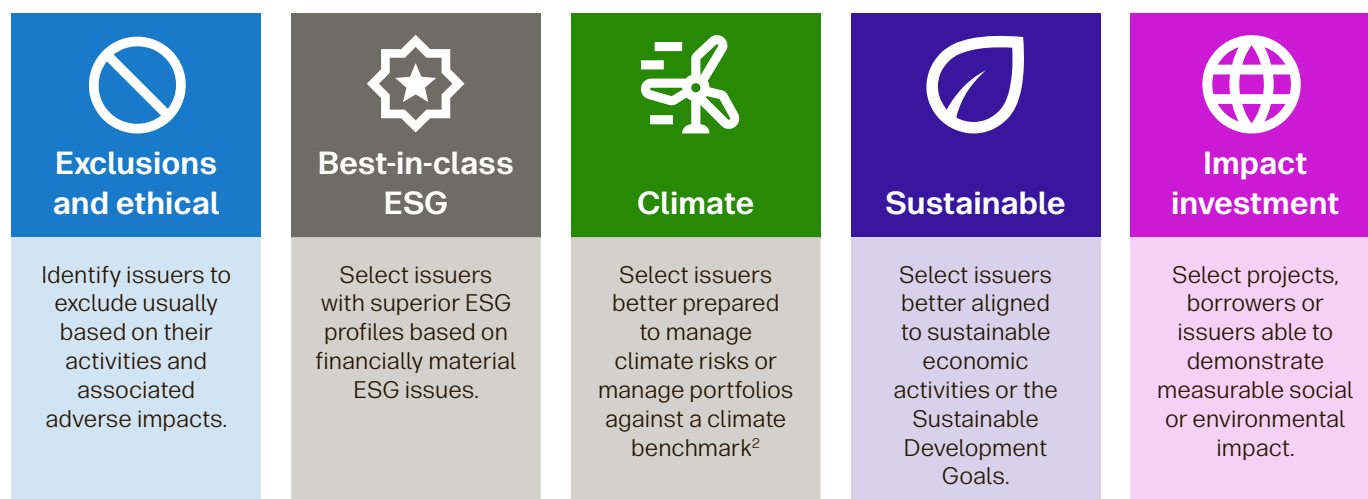 Exclusions
and ethical
Identify issuers to
exclude usually
based on their
activities and
associated
adverse impacts.
Best-in-class
ESG
Select issuers
with superior ESG
profiles based on
financially material
ESG issues.
Climate
Select issuers
better prepared
to manage
climate risks or
manage portfolios
against a climate
benchmark²
Sustainable
Select issuers
better aligned
to sustainable
economic
activities or the
Sustainable
Development
Goals.
Impact
investment
Select projects,
borrowers or
issuers able to
demonstrate
measurable social
or environmental
impact.